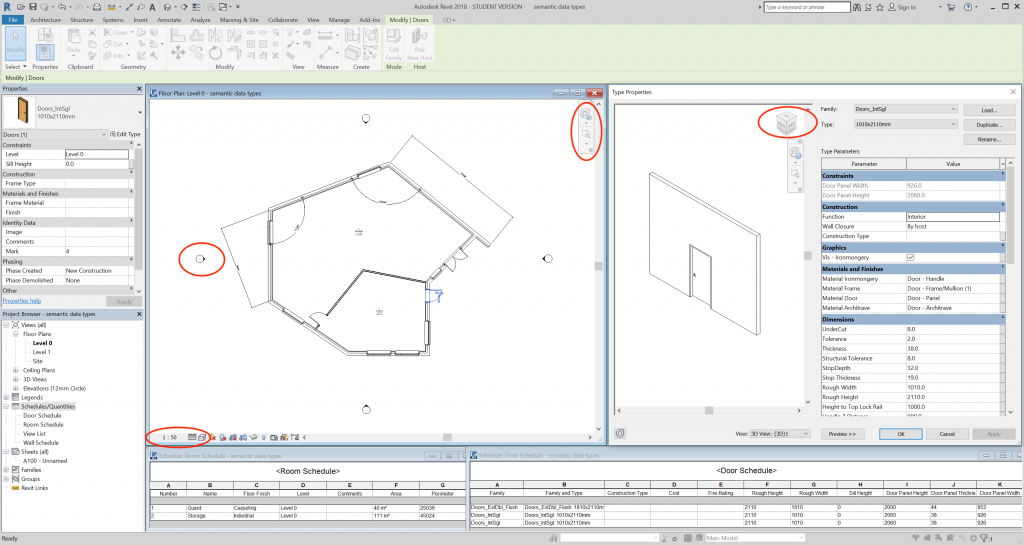 Autodesk Revit 2018 - STUDENT VERSION - semantic data types
Type a keyword or phrase
Sign In
File Architecture Structure Systems Insert Annotate Analyze Massing & Site Collaborate View Manage Add-Ins Modify | Doors
Modify Paste Cope Cut Join Edit Family Pick New Host
Select Properties Clipboard Geometry Modify View Measure Create Mode Host
Modify | Doors
Properties
Doors_IntSgl
1010x2110mm
Doors (1) Edit Type
Constraints
Level Level 0
Sill Height 0.0
Construction
Frame Type
Materials and Finishes
Frame Material
Finish
Identity Data
Image
Comments
Mark 4
Phasing
Phase Created New Construction
Phase Demolished None
Other
Properties help Apply
Project Browser - semantic data types
Views (all)
Floor Plans
Level 0
Level 1
Site
Ceiling Plans
3D Views
Elevations (12mm Circle)
Legends
Schedules/Quantities
Door Schedule
Room Schedule
View List
Wall Schedule
Sheets (all)
A100 - Unnamed
Families
Groups
Revit Links
Floor Plan: Level 0 - semantic data types
1 : 50
Type Properties
Family: Doors_IntSgl Load...
Type: 1010x2110mm Duplicate...
Rename...
Type Parameters
Parameter Value
Constraints
Door Panel Width 926.0
Door Panel Height 2060.0
Construction
Function Interior
Wall Closure By host
Construction Type
Graphics
Vis - Ironmongery
Materials and Finishes
Material Ironmongery Door - Handle
Material Frame Door - Frame/Mullion (1)
Material Door Door - Panel
Material Architrave Door - Architrave
Dimensions
UnderCut 8.0
Tolerance 2.0
Thickness 38.0
Structural Tolerance 8.0
StopDepth 32.0
Stop Thickness 19.0
Rough Width 1010.0
Rough Height 2110.0
Height to Top Lock Rail 1000.0
View: 3D View: {3D}1 Preview >> OK Cancel Apply
Schedule: Room Schedule - semantic data types
<Room Schedule>
A B C D E F G
Number Name Floor Finish Level Comments Area Perimeter
1 Guard Carpeting Level 0 40 m² 25036
2 Storage Industrial Level 0 111 m² 45024
Schedule: Door Schedule - semantic data types
<Door Schedule>
A B C D E F G H I J K
Family Family and Type Construction Type Cost Fire Rating Rough Height Rough Width Sill Height Door Panel Height Door Panel Thickne Door Panel Width
Doors_ExtDbl_Flush Doors_ExtDbl_Flush 1810x2110m 2110 1810 0 2000 44 852
Doors_IntSgl Doors_IntSgl: 1010x2110mm 2110 1010 0 2060 38 926
Doors_IntSgl Doors_IntSgl: 1010x2110mm 2110 1010 0 2060 38 926
Ready
Main Model